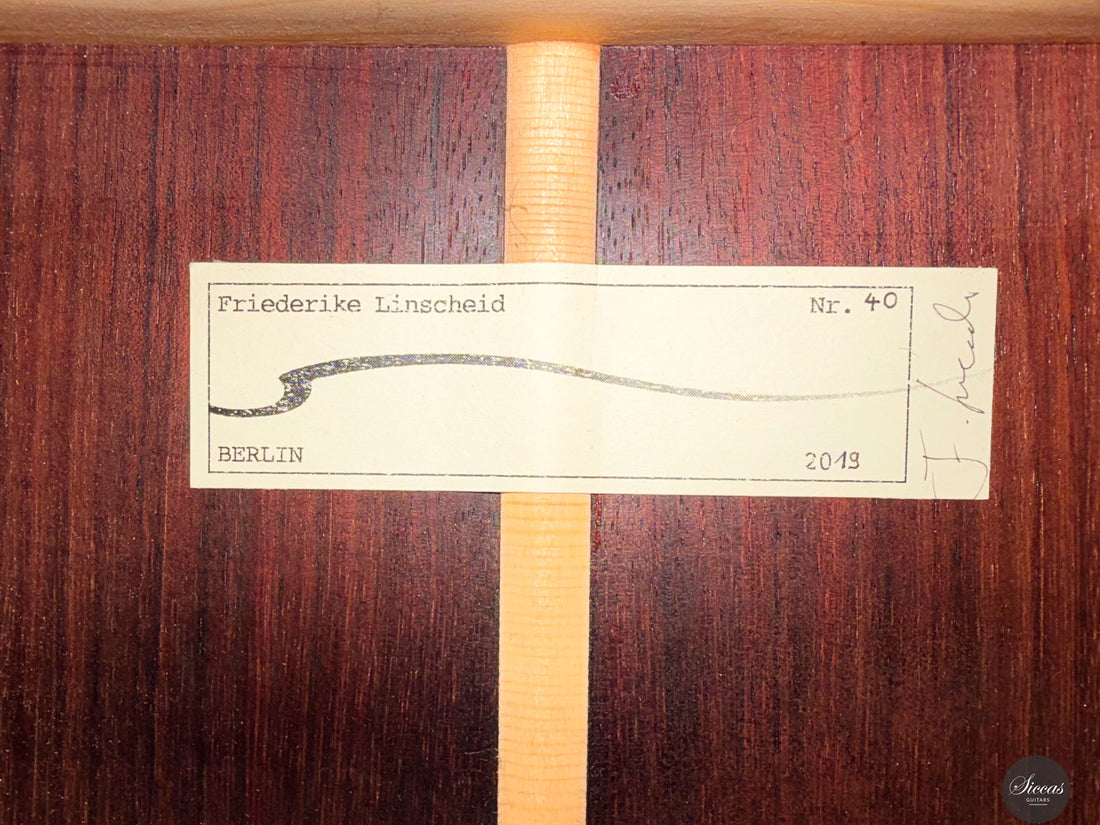 Friederike Linscheid
Nr. 40
BERLIN
2019
Siccas
GUITARS